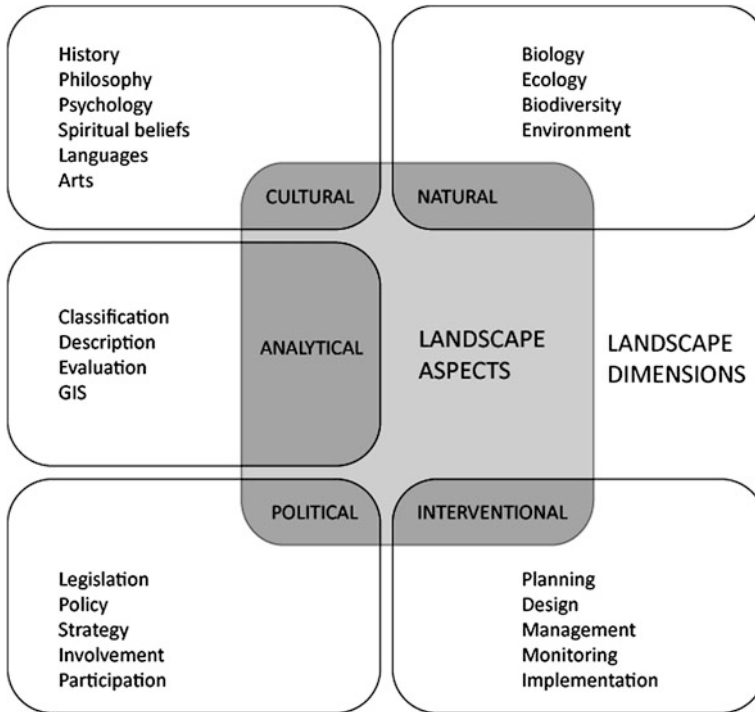 History
Philosophy
Psychology
Spiritual beliefs
Languages
Arts
Biology
Ecology
Biodiversity
Environment
CULTURAL
NATURAL
Classification
Description
Evaluation
GIS
ANALYTICAL
LANDSCAPE
ASPECTS
LANDSCAPE
DIMENSIONS
POLITICAL
INTERVENTIONAL
Legislation
Policy
Strategy
Involvement
Participation
Planning
Design
Management
Monitoring
Implementation